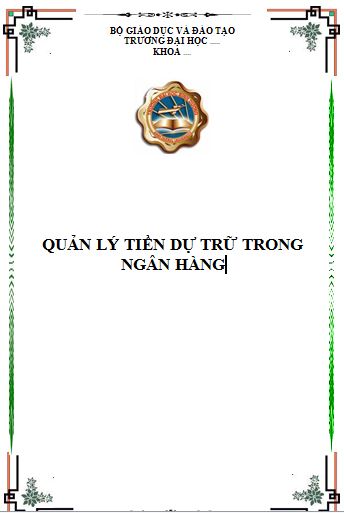 BỘ GIÁO DỤC VÀ ĐÀO TẠO
TRƯỜNG ĐẠI HỌC ....
KHOA ....
QUẢN LÝ TIỀN DỰ TRỮ TRONG
NGÂN HÀNG